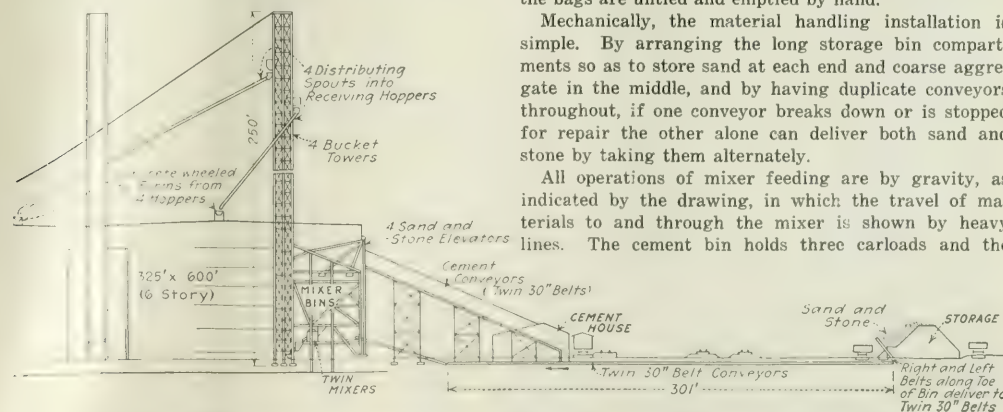 the bags are untied and emptied by hand.
Mechanically, the material handling installation i
simple. By arranging the long storage bin compart
ments so as to store sand at each end and coarse aggre
gate in the middle, and by having duplicate conveyors
throughout, if one conveyor breaks down or is stopped
for repair the other alone can deliver both sand and
stone by taking them alternately.
All operations of mixer feeding are by gravity, a
indicated by the drawing, in which the travel of ma
terials to and through the mixer is shown by heavy
lines. The cement bin holds three carloads and the
4 Distributing
Spouts into
Receiving Hoppers
250'
4 Bucket
Towers
wheeled
from
Hoppers
4 Sand and
Stone Elevators
325' x 600'
(6 Story)
MIXER
BINS
TWIN
MIXERS
Cement
Conveyors
(Twin 30" Belts)
CEMENT
HOUSE
Twin 30" Belt Conveyors
301'
Sand and
Stone
STORAGE
Right and Left
Belts along Toe
of Bin deliver to
Twin 30" Belts